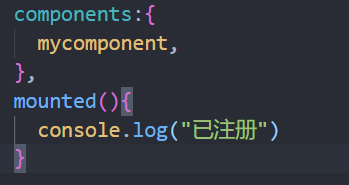 components:{
mycomponent,
},
mounted(){
console.log("已注册")
}